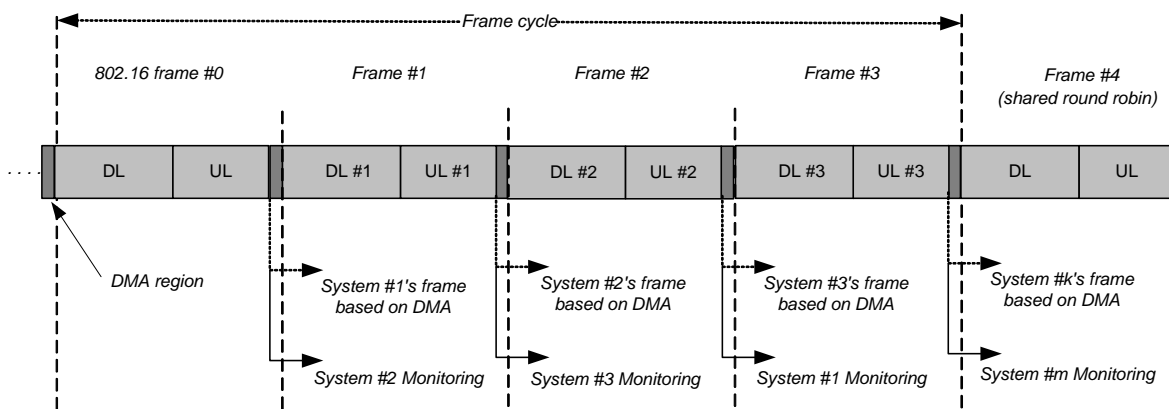 Frame cycle
802.16 frame #0
Frame #1
Frame #2
Frame #3
Frame #4
(shared round robin)
. . . .
DL
UL
DL #1
UL #1
DL #2
UL #2
DL #3
UL #3
DL
UL
DMA region
System #1's frame
based on DMA
System #2's frame
based on DMA
System #3's frame
based on DMA
System #k's frame
based on DMA
System #2 Monitoring
System #3 Monitoring
System #1 Monitoring
System #m Monitoring